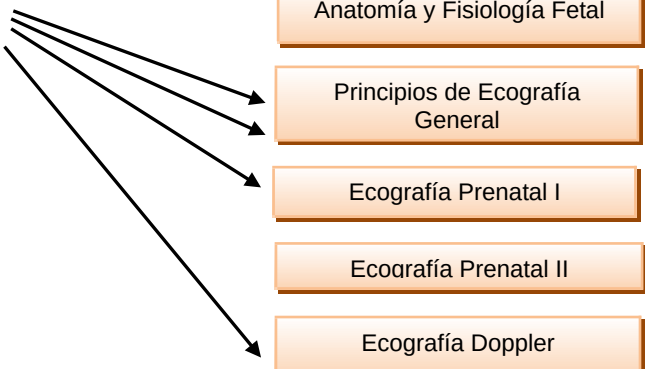 Anatomía y Fisiología Fetal
Principios de Ecografía
General
Ecografía Prenatal I
Ecografía Prenatal II
Ecografía Doppler